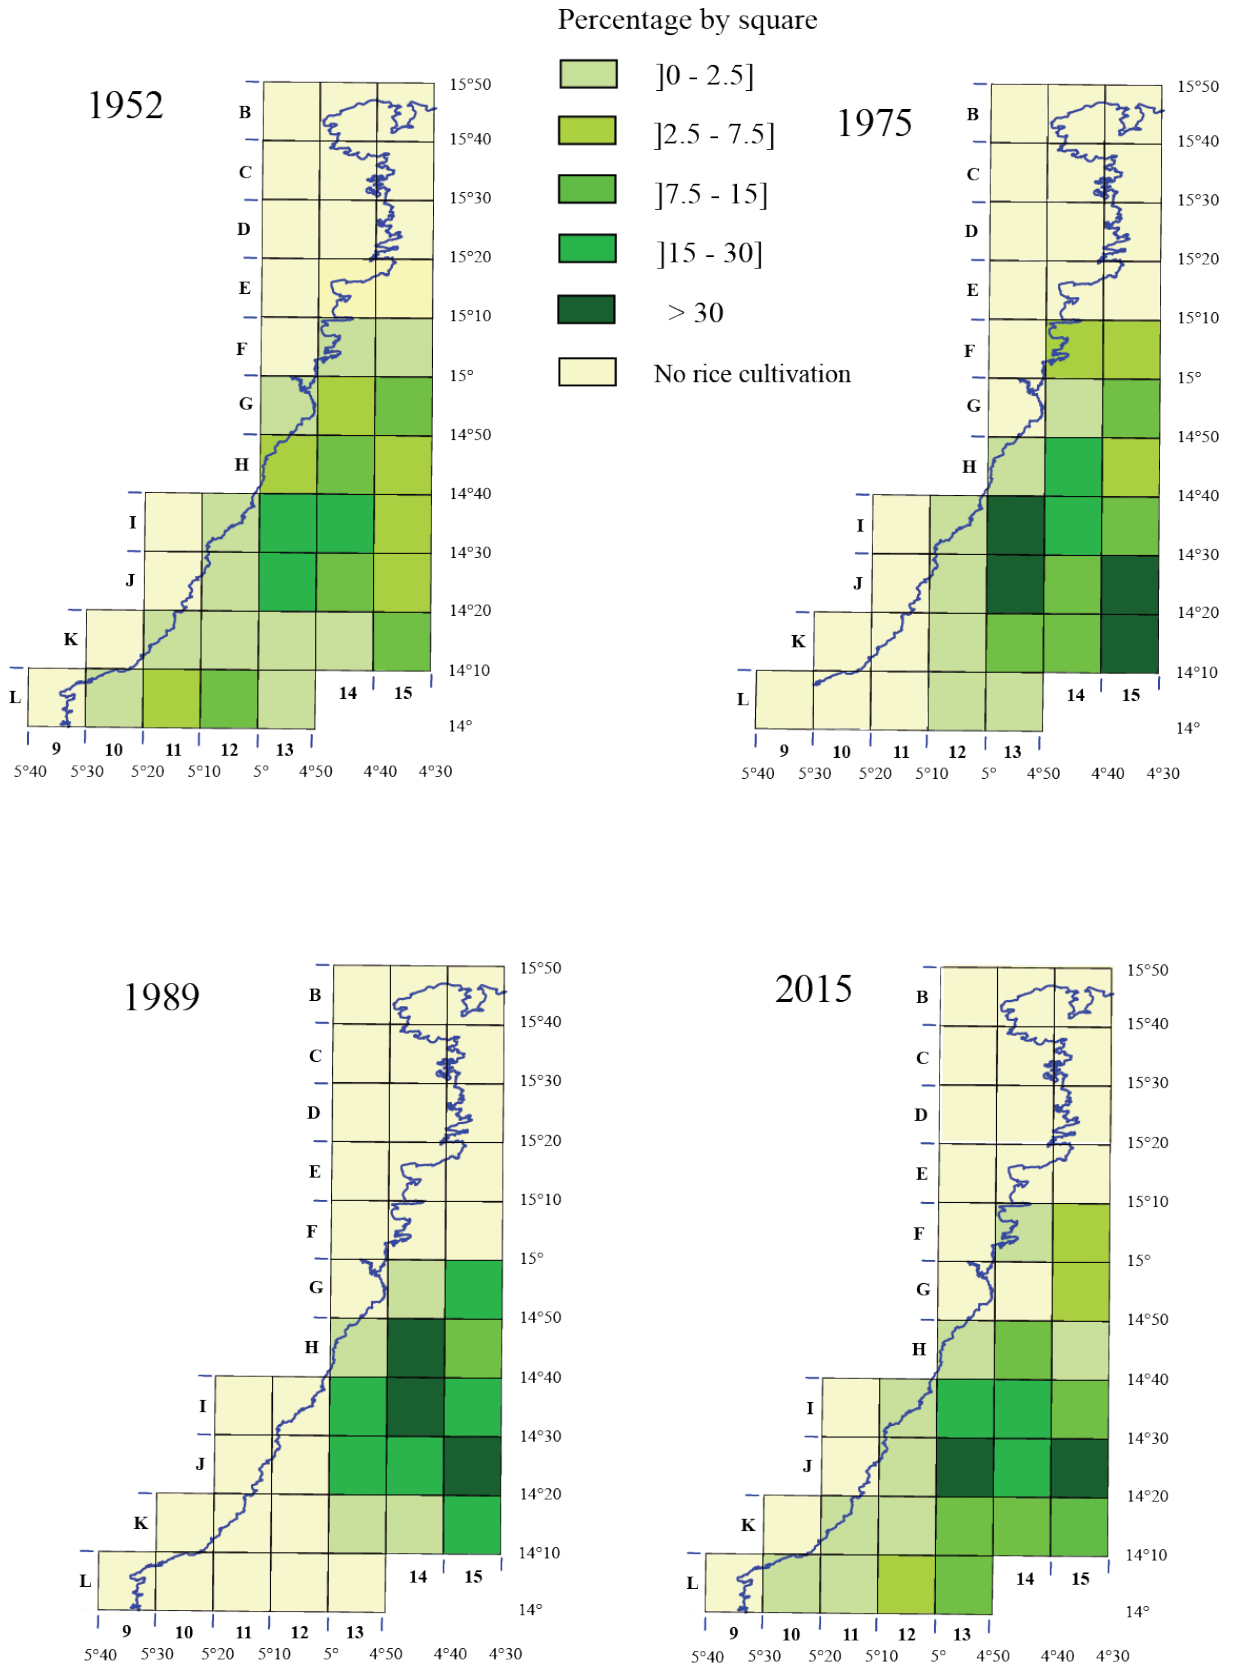 Percentage by square
]0 - 2.5]
]2.5 - 7.5]
]7.5 - 15]
]15 - 30]
> 30
No rice cultivation
1952
B
C
D
E
F
G
H
I
J
K
L
15°50
15°40
15°30
15°20
15°10
15°
14°50
14°40
14°30
14°20
14°10
14°
9 10 11 12 13 14 15
5°40 5°30 5°20 5°10 5° 4°50 4°40 4°30
1975
B
C
D
E
F
G
H
I
J
K
L
15°50
15°40
15°30
15°20
15°10
15°
14°50
14°40
14°30
14°20
14°10
14°
9 10 11 12 13 14 15
5°40 5°30 5°20 5°10 5° 4°50 4°40 4°30
1989
B
C
D
E
F
G
H
I
J
K
L
15°50
15°40
15°30
15°20
15°10
15°
14°50
14°40
14°30
14°20
14°10
14°
9 10 11 12 13 14 15
5°40 5°30 5°20 5°10 5° 4°50 4°40 4°30
2015
B
C
D
E
F
G
H
I
J
K
L
15°50
15°40
15°30
15°20
15°10
15°
14°50
14°40
14°30
14°20
14°10
14°
9 10 11 12 13 14 15
5°40 5°30 5°20 5°10 5° 4°50 4°40 4°30